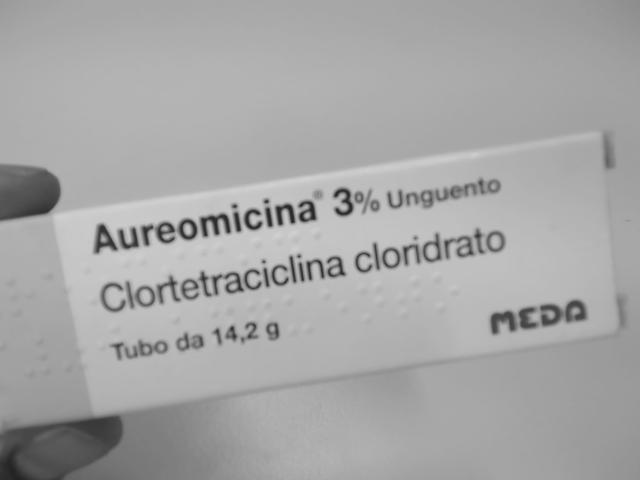 Aureomicina® 3% Unguento
Clortetraciclina cloridrato
Tubo da 14,2 g
MEDA